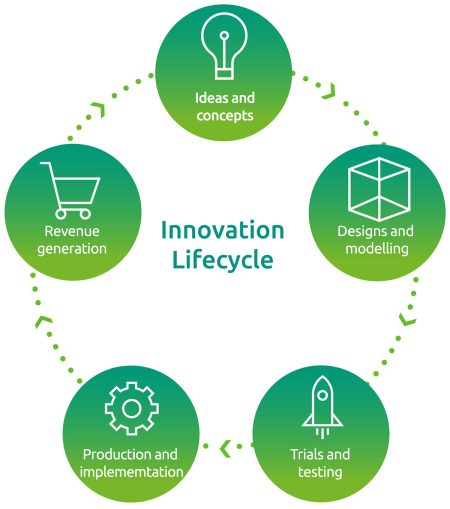 Ideas and
concepts
Designs and
modelling
Trials and
testing
Production and
implememtation
Revenue
generation
Innovation
Lifecycle